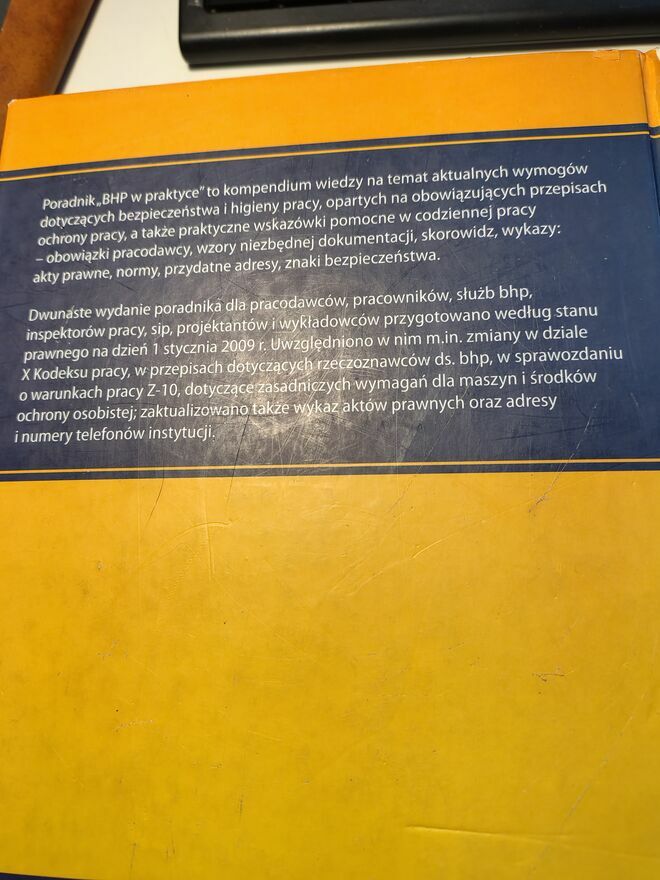 Poradnik „BHP w praktyce" to kompendium wiedzy na temat aktualnych wymogów
dotyczących bezpieczeństwa i higieny pracy, opartych na obowiązujących przepisach
ochrony pracy, a także praktyczne wskazówki pomocne w codziennej pracy
– obowiązki pracodawcy, wzory niezbędnej dokumentacji, skorowidz, wykazy:
akty prawne, normy, przydatne adresy, znaki bezpieczeństwa.
Dwunaste wydanie poradnika dla pracodawców, pracowników, służb bhp,
inspektorów pracy, sip, projektantów i wykładowców przygotowano według stanu
prawnego na dzień 1 stycznia 2009 r. Uwzględniono w nim m.in. zmiany w dziale
X Kodeksu pracy, w przepisach dotyczących rzeczoznawców ds. bhp, w sprawozdaniu
o warunkach pracy Z-10, dotyczące zasadniczych wymagań dla maszyn i środków
ochrony osobistej; zaktualizowano także wykaz aktów prawnych oraz adresy
i numery telefonów instytucji.